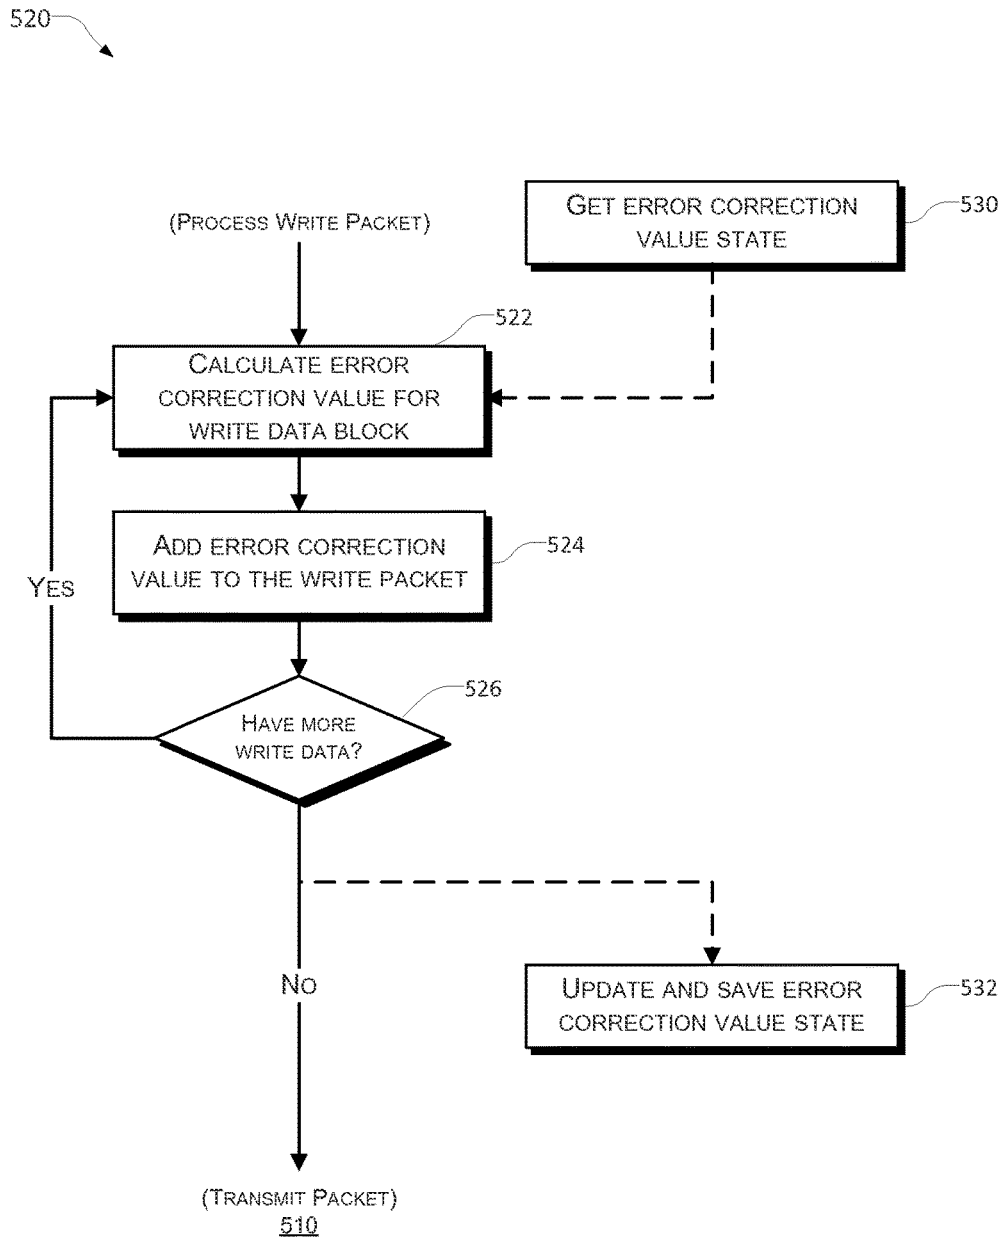 520
(Process Write Packet)
Get error correction
value state
530
522
Calculate error
correction value for
write data block
Add error correction
value to the write packet
524
Yes
526
Have more
write data?
No
Update and save error
correction value state
532
(Transmit Packet)
510